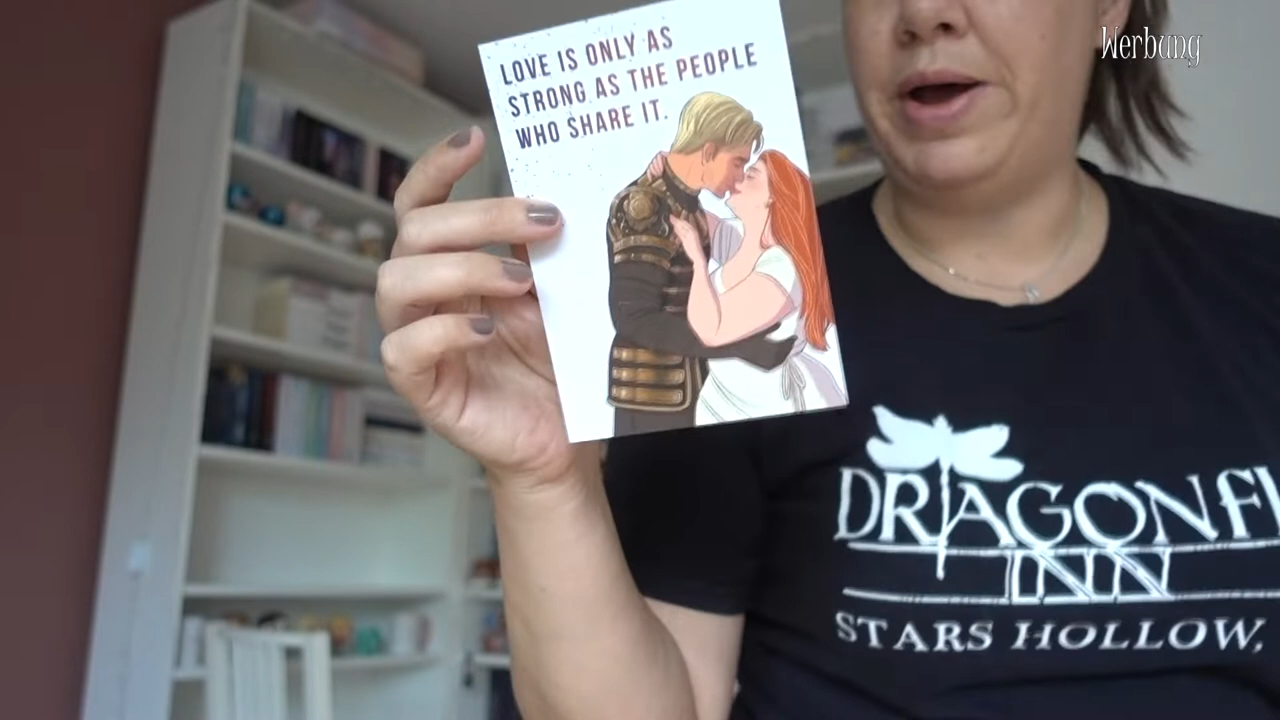 Werbung
LOVE IS ONLY AS
STRONG AS THE PEOPLE
WHO SHARE IT.
DRAGONFL
INN
STARS HOLLOW,